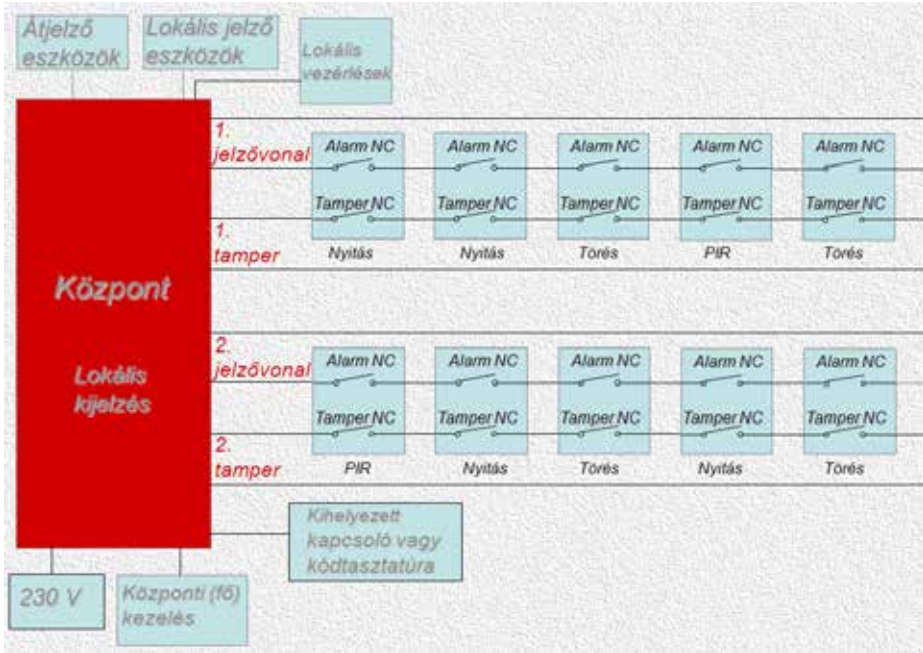 Átjelző
eszközök
Lokális jelző
eszközök
Lokális
vezérlések
1.
jelzővonal
Alarm NC
Alarm NC
Alarm NC
Alarm NC
Alarm NC
Tamper NC
Tamper NC
Tamper NC
Tamper NC
Tamper NC
1.
tamper
Nyitás
Nyitás
Törés
PIR
Törés
Központ
Lokális
kijelzés
2.
jelzővonal
Alarm NC
Alarm NC
Alarm NC
Alarm NC
Alarm NC
Tamper NC
Tamper NC
Tamper NC
Tamper NC
Tamper NC
2.
tamper
PIR
Nyitás
Törés
Nyitás
Törés
Kihelyezett
kapcsoló vagy
kódtasztatúra
230 V
Központi (fő)
kezelés